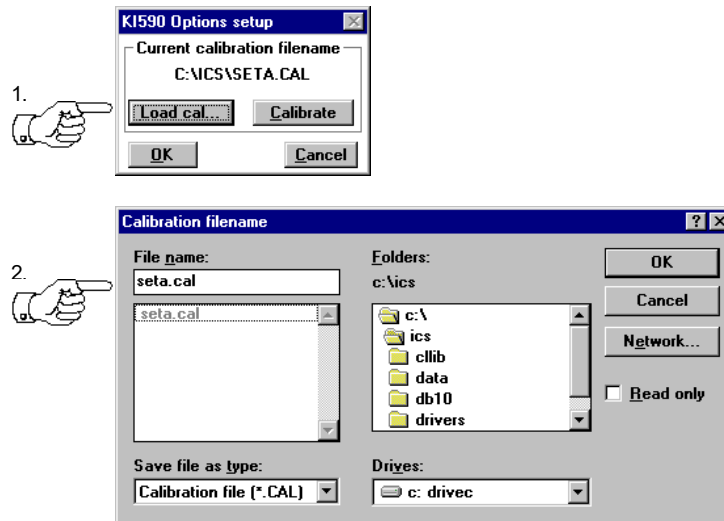 KI590 Options setup
Current calibration filename
C:\ICS\SETA.CAL
1.
Load cal...
Calibrate
OK
Cancel
Calibration filename
2.
File name:
seta.cal
seta.cal
Save file as type:
Calibration file (*.CAL)
Folders:
c:\ics
c:\
ics
cllib
data
db10
drivers
Drives:
c: drivec
OK
Cancel
Network...
Read only